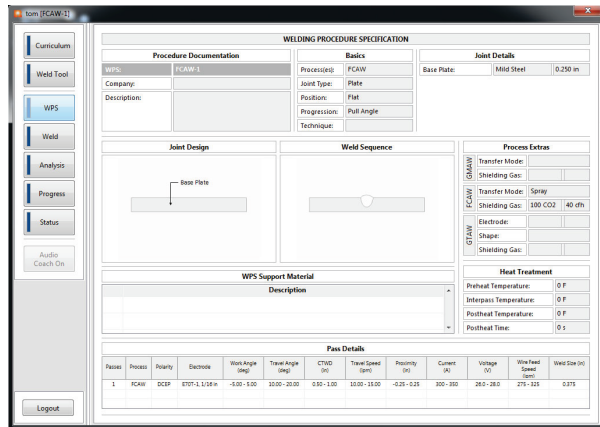 tom [FCAW-1]
Curriculum
Weld Tool
WPS
Weld
Analysis
Progress
Status
Audio
Coach On
Logout
WELDING PROCEDURE SPECIFICATION
Procedure Documentation
WPS: FCAW-1
Company:
Description:
Basics
Process(es): FCAW
Joint Type: Plate
Position: Flat
Progression: Pull Angle
Technique:
Joint Details
Base Plate: Mild Steel 0.250 in
Joint Design
Base Plate
Weld Sequence
Process Extras
GMAW
Transfer Mode:
Shielding Gas:
FCAW
Transfer Mode: Spray
Shielding Gas: 100 CO2 40 cfh
GTAW
Electrode:
Shape:
Shielding Gas:
WPS Support Material
Description
Heat Treatment
Preheat Temperature: 0 F
Interpass Temperature: 0 F
Postheat Temperature: 0 F
Postheat Time: 0 s
Pass Details
Passes Process Polarity Electrode Work Angle (deg) Travel Angle (deg) CTWD (in) Travel Speed (ipm) Proximity (in) Current (A) Voltage (V) Wire Feed Speed (ipm) Weld Size (in)
1 FCAW DCEP E70T-1, 1/16 in -5.00 - 5.00 10.00 - 20.00 0.50 - 1.00 10.00 - 15.00 -0.25 - 0.25 300 - 350 26.0 - 28.0 275 - 325 0.375